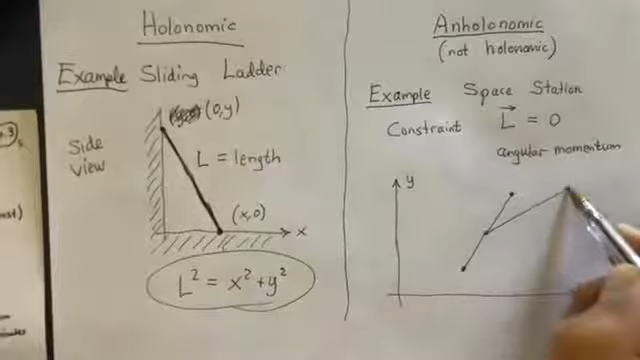 Holonomic
Example Sliding Ladder
Side
view
(0,y)
L = length
(x,0)
x
L² = x² + y²
Anholonomic
(not holonomic)
Example Space Station
Constraint L⃗ = 0
angular momentum
y